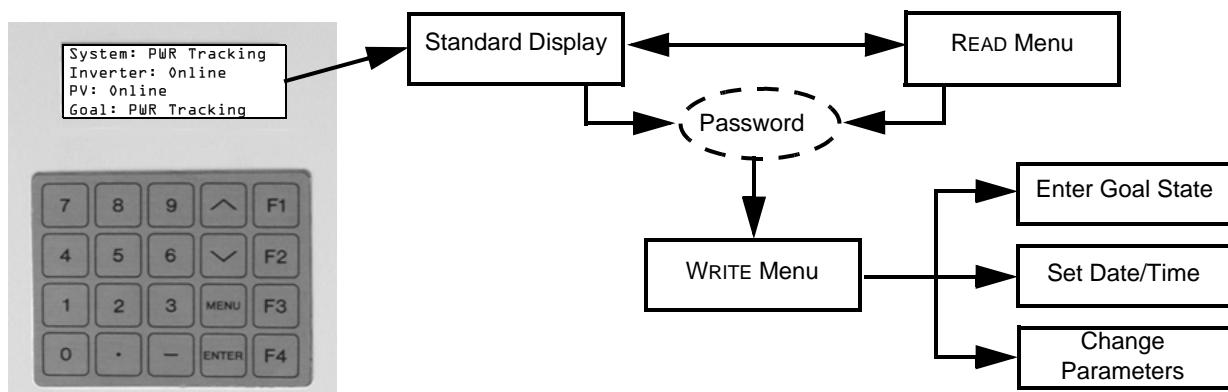 System: PWR Tracking
Inverter: Online
PV: Online
Goal: PWR Tracking
7 8 9 F1
4 5 6 F2
1 2 3 MENU F3
0 . – ENTER F4
Standard Display
READ Menu
Password
WRITE Menu
Enter Goal State
Set Date/Time
Change
Parameters